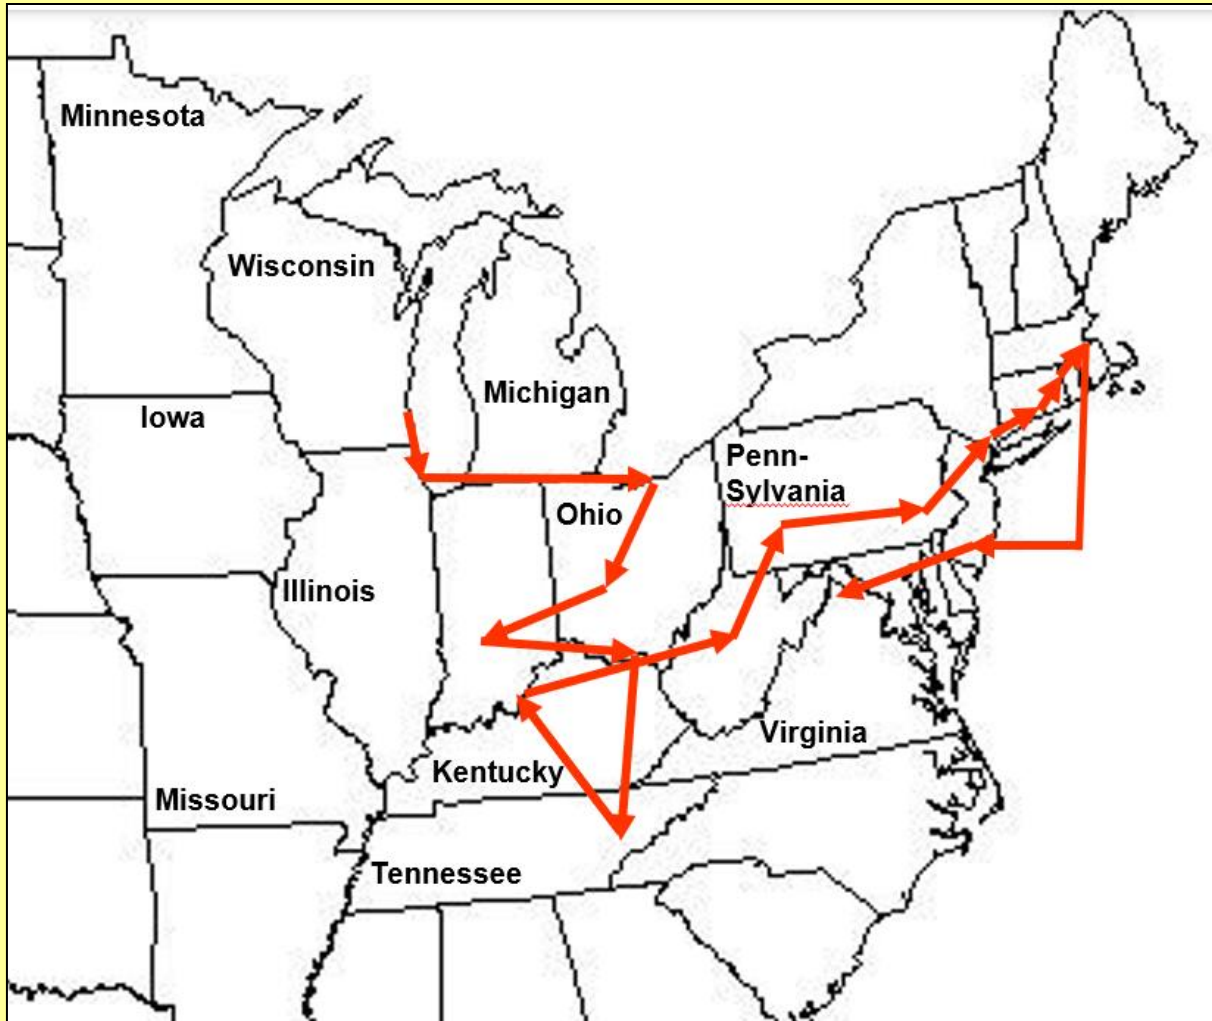 Minnesota
Wisconsin
Michigan
Iowa
Penn-
Sylvania
Ohio
Illinois
Virginia
Kentucky
Missouri
Tennessee